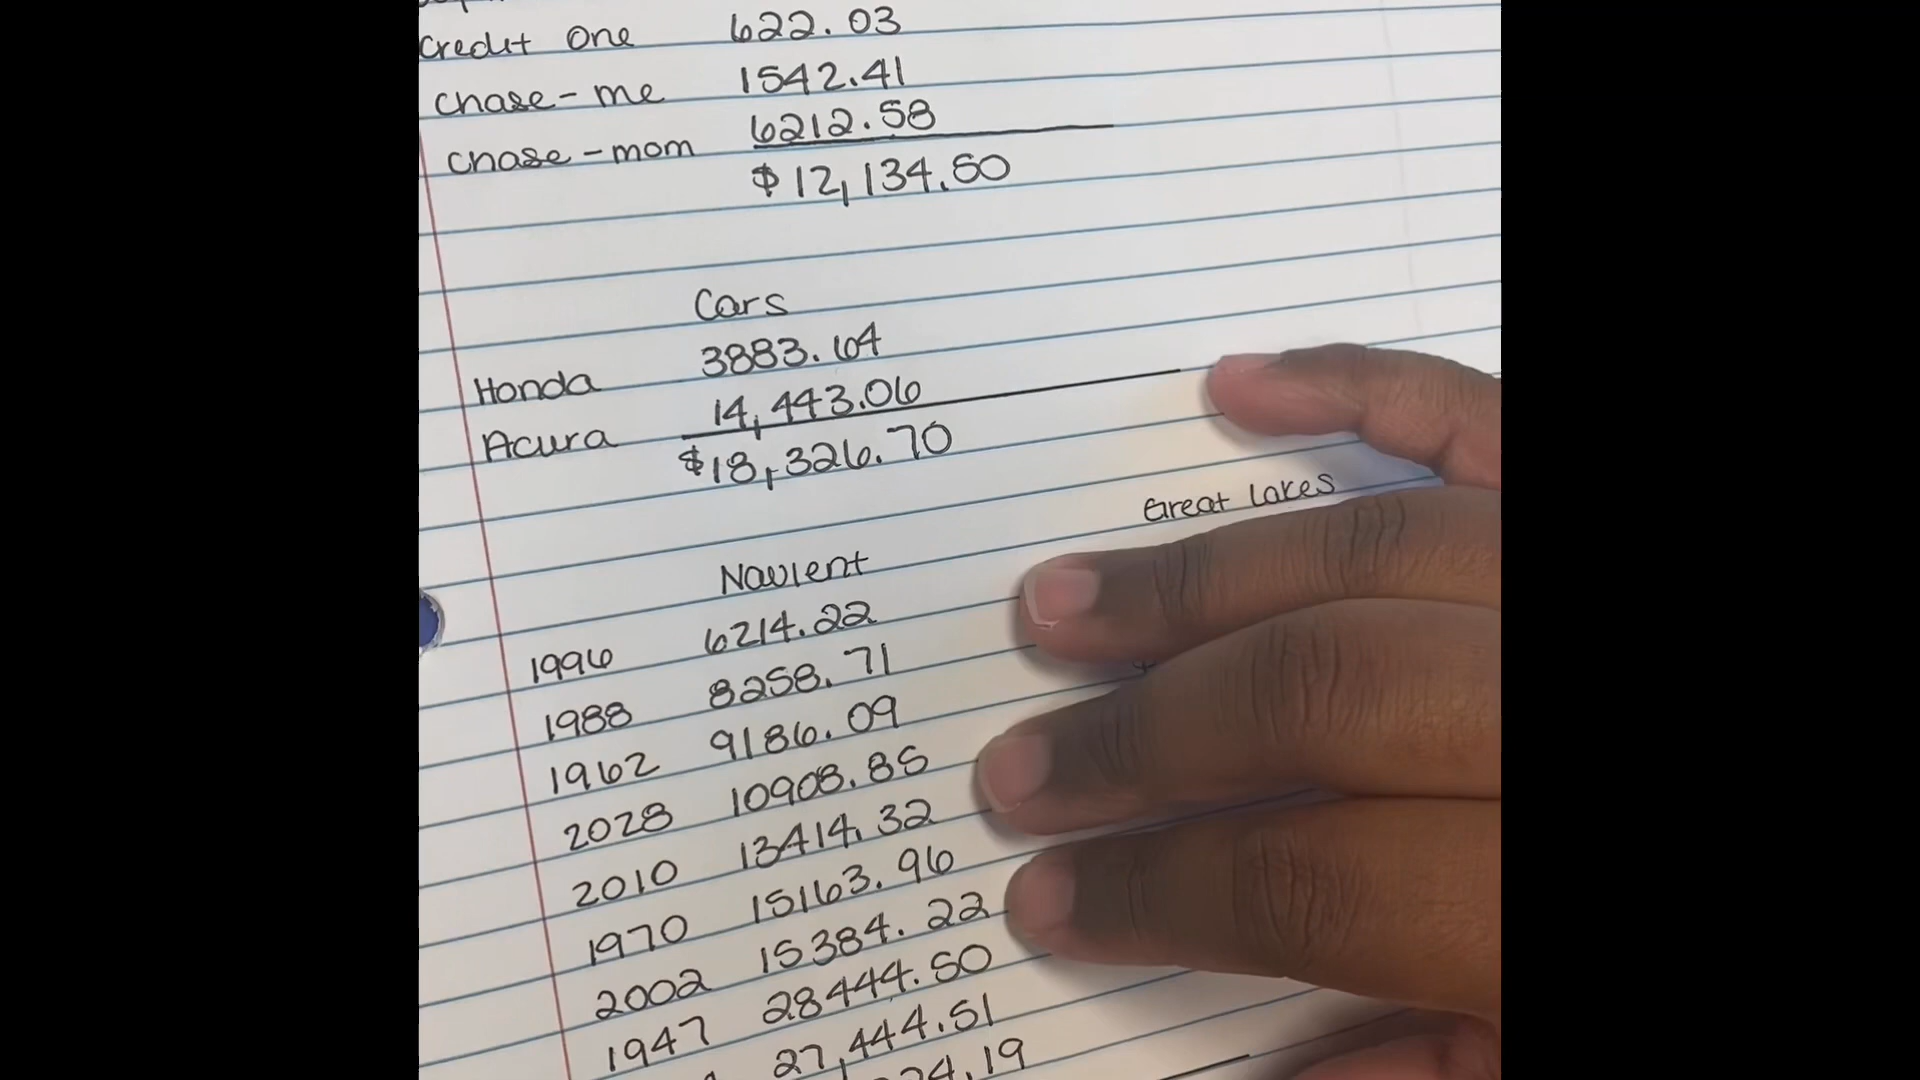 Credit One 622.03
Chase-me 1542.41
Chase-mom 6212.58
$12,134.50
Cars
Honda 3883.64
Acura 14,443.06
$18,326.70
Great Lakes
Navient
1996 6214.22
1988 8258.71
1962 9186.09
2028 10908.85
2010 13414.32
1970 15163.96
2002 15384.22
1947 28444.50
27,444.51
24.19